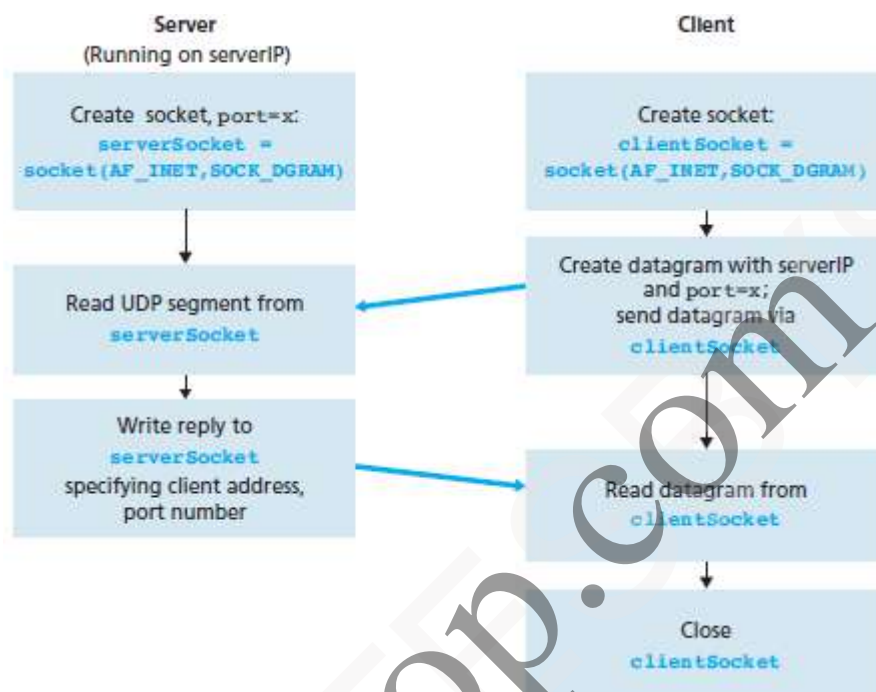 Server
(Running on serverIP)
Create socket, port=x:
serverSocket =
socket(AF_INET,SOCK_DGRAM)
Read UDP segment from
serverSocket
Write reply to
serverSocket
specifying client address,
port number
Client
Create socket:
clientSocket =
socket(AF_INET,SOCK_DGRAM)
Create datagram with serverIP
and port=x;
send datagram via
clientSocket
Read datagram from
clientSocket
Close
clientSocket